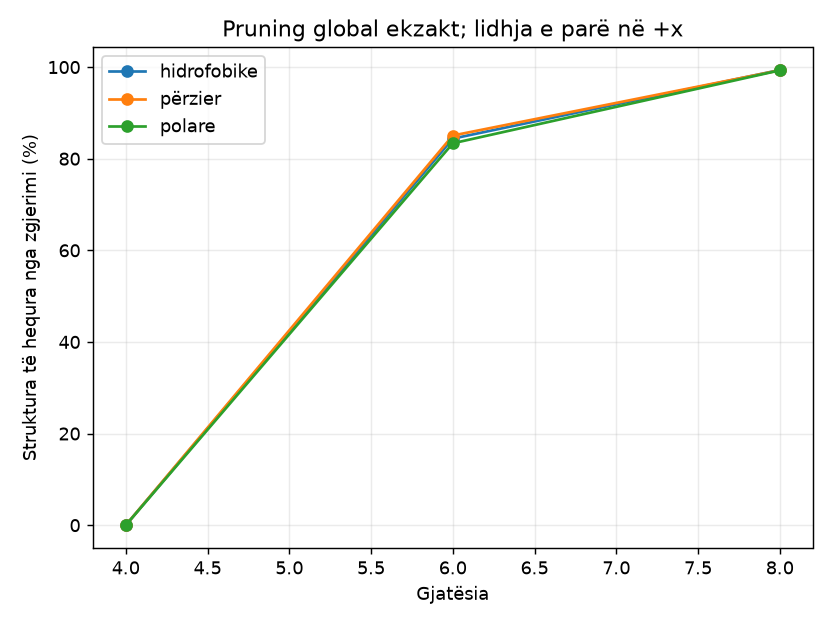 Pruning global ekzakt; lidhja e parë në +x
hidrofobike
përzier
polare
Struktura të hequra nga zgjerimi (%)
100
80
60
40
20
0
4.0 4.5 5.0 5.5 6.0 6.5 7.0 7.5 8.0
Gjatësia